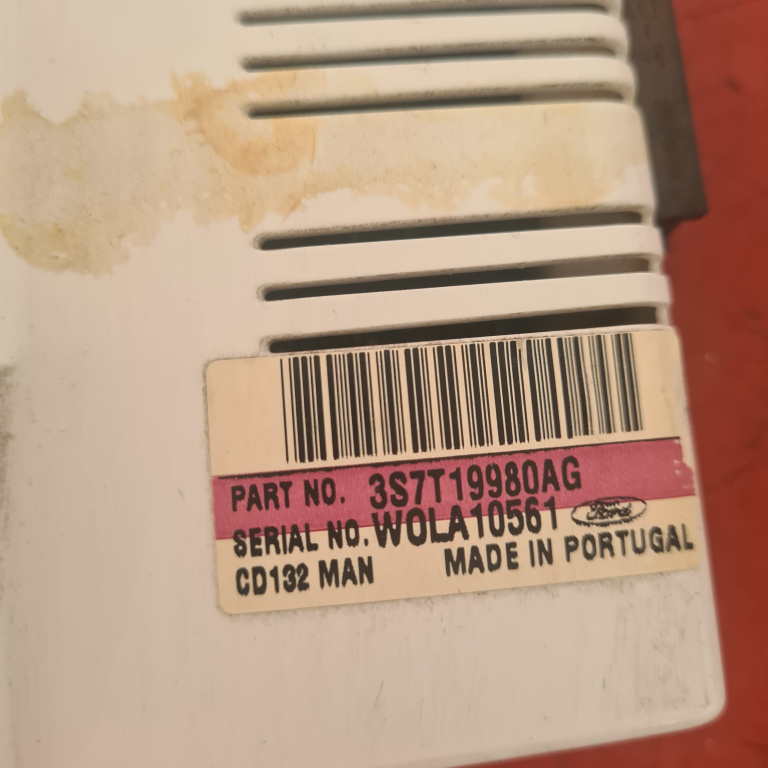 PART NO. 3S7T19980AG
SERIAL NO. WOLA10561 Ford
CD132 MAN MADE IN PORTUGAL